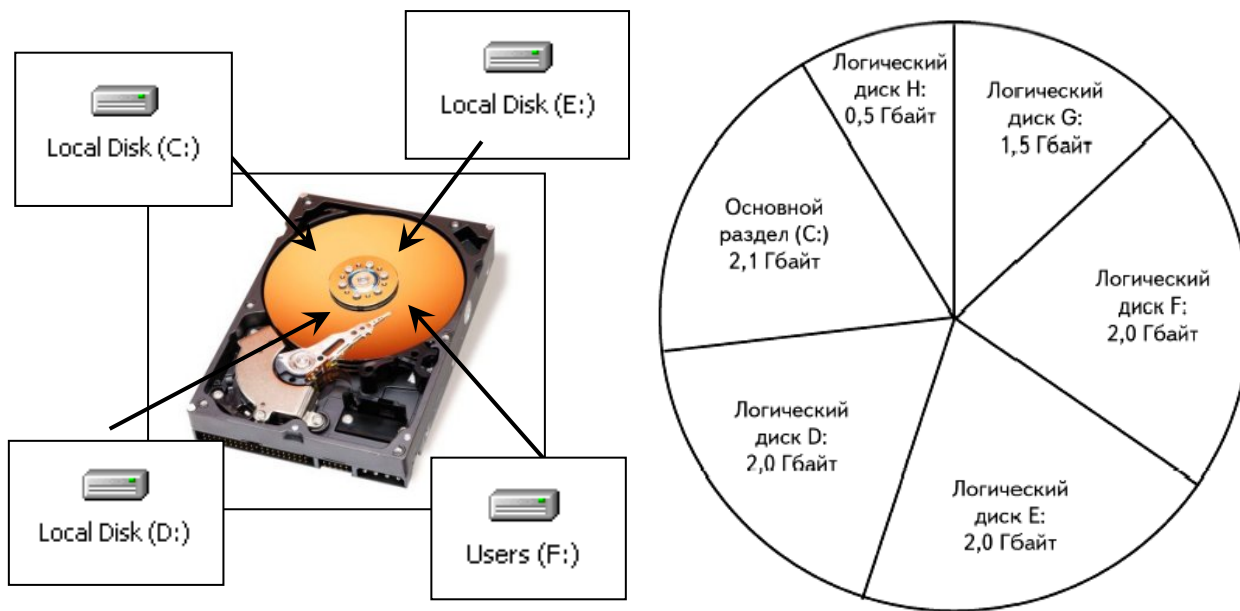 Local Disk (C:)
Local Disk (E:)
Local Disk (D:)
Users (F:)
Логический
диск H:
0,5 Гбайт
Логический
диск G:
1,5 Гбайт
Основной
раздел (C:)
2,1 Гбайт
Логический
диск F:
2,0 Гбайт
Логический
диск D:
2,0 Гбайт
Логический
диск E:
2,0 Гбайт